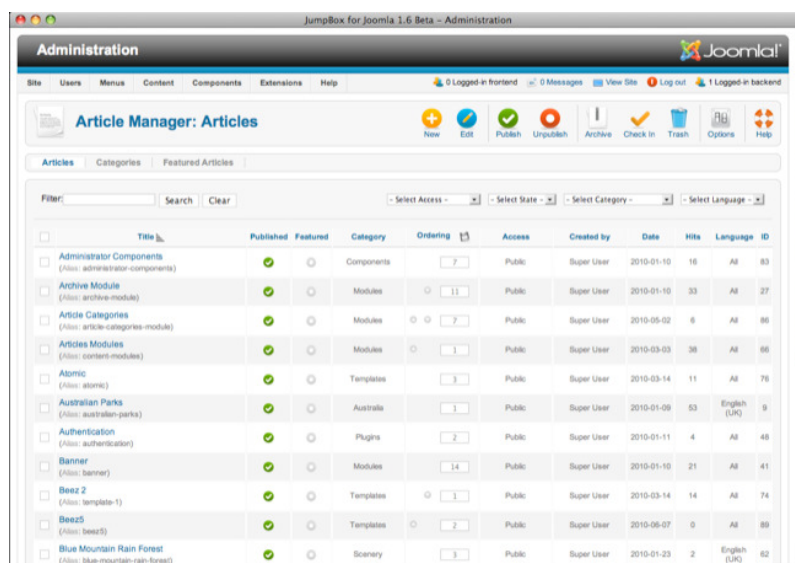 JumpBox for Joomla 1.6 Beta – Administration
Administration
Joomla!
Site Users Menus Content Components Extensions Help 0 Logged-in frontend 0 Messages View Site Log out 1 Logged-in backend
Article Manager: Articles
New Edit Publish Unpublish Archive Check In Trash Options Help
Articles Categories Featured Articles
Filter: Search Clear - Select Access - - Select State - - Select Category - - Select Language -
Title Published Featured Category Ordering Access Created by Date Hits Language ID
Administrator Components
(Alias: administrator-components) Components 7 Public Super User 2010-01-10 16 All 83
Archive Module
(Alias: archive-module) Modules 11 Public Super User 2010-01-10 33 All 27
Article Categories
(Alias: article-categories-module) Modules 7 Public Super User 2010-05-02 6 All 86
Articles Modules
(Alias: content-modules) Modules 1 Public Super User 2010-03-03 38 All 66
Atomic
(Alias: atomic) Templates 3 Public Super User 2010-03-14 11 All 76
Australian Parks
(Alias: australian-parks) Australia 1 Public Super User 2010-01-09 53 English (UK) 9
Authentication
(Alias: authentication) Plugins 2 Public Super User 2010-01-11 4 All 48
Banner
(Alias: banner) Modules 14 Public Super User 2010-01-10 21 All 41
Beez 2
(Alias: template-1) Templates 1 Public Super User 2010-03-14 14 All 74
Beez5
(Alias: beez5) Templates 2 Public Super User 2010-06-07 0 All 89
Blue Mountain Rain Forest
(Alias: blue-mountain-rain-forest) Scenery 3 Public Super User 2010-01-23 2 English (UK) 62